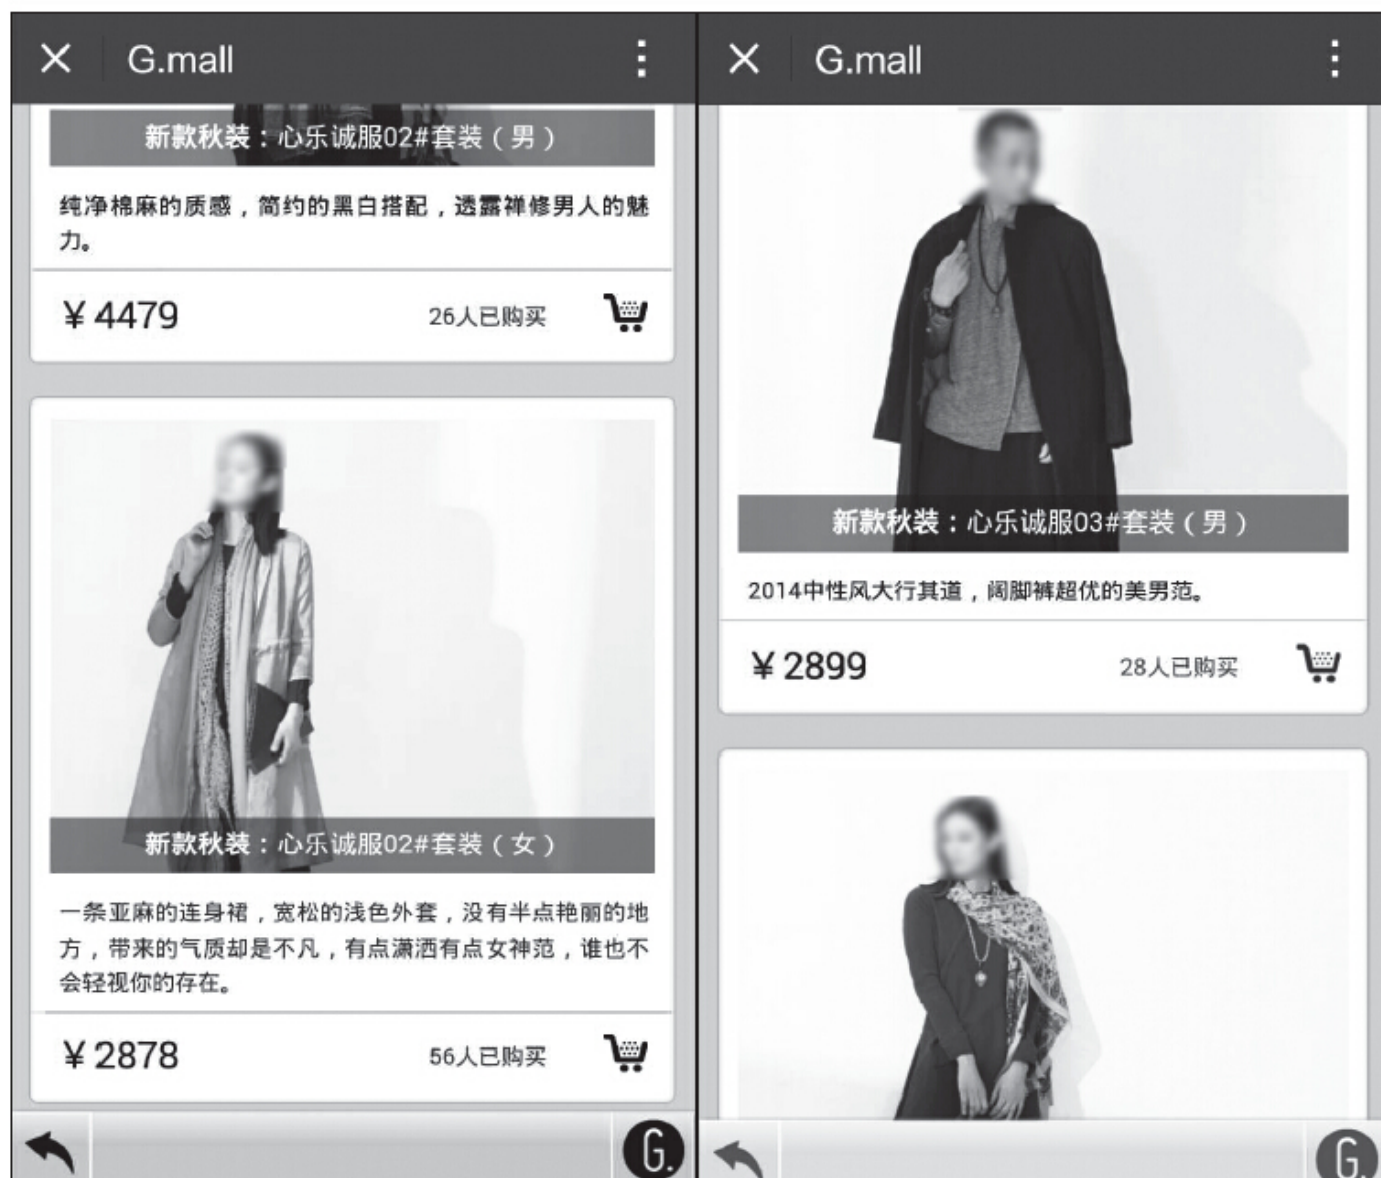 G.mall
新款秋装：心乐诚服02#套装（男）
纯净棉麻的质感，简约的黑白搭配，透露禅修男人的魅
力。
￥4479
26人已购买
新款秋装：心乐诚服02#套装（女）
一条亚麻的连身裙，宽松的浅色外套，没有半点艳丽的地
方，带来的气质却是不凡，有点潇洒有点女神范，谁也不
会轻视你的存在。
￥2878
56人已购买
G.
G.mall
新款秋装：心乐诚服03#套装（男）
2014中性风大行其道，阔脚裤超优的美男范。
￥2899
28人已购买
G.